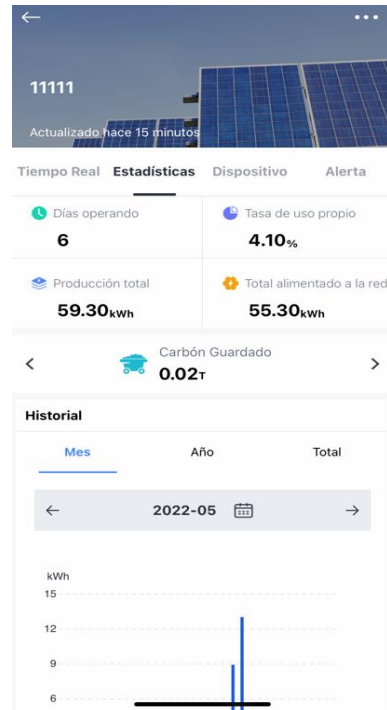 11111
Actualizado hace 15 minutos
Tiempo Real Estadísticas Dispositivo Alerta
Días operando
6
Tasa de uso propio
4.10%
Producción total
59.30kWh
Total alimentado a la red
55.30kWh
Carbón Guardado
0.02T
Historial
Mes Año Total
2022-05
kWh
15
12
9
6